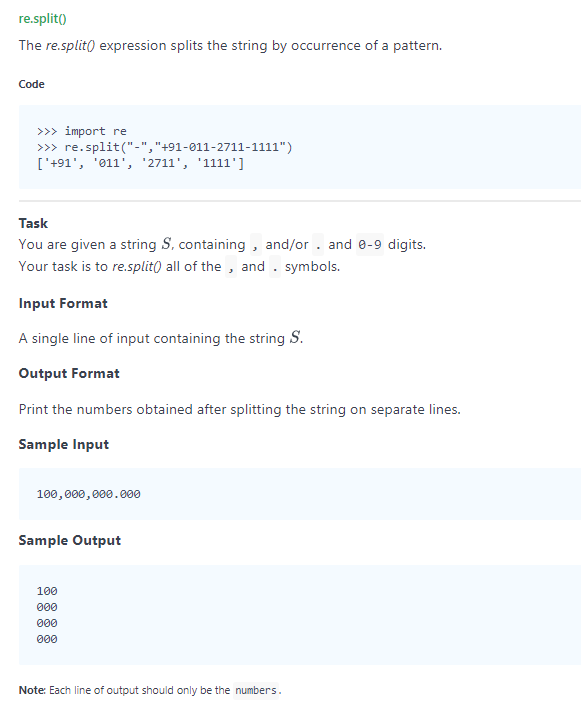 re.split()
The re.split() expression splits the string by occurrence of a pattern.
Code
>>> import re
>>> re.split("-","+91-011-2711-1111")
['+91', '011', '2711', '1111']
Task
You are given a string S, containing , and/or . and 0-9 digits.
Your task is to re.split() all of the , and . symbols.
Input Format
A single line of input containing the string S.
Output Format
Print the numbers obtained after splitting the string on separate lines.
Sample Input
100,000,000.000
Sample Output
100
000
000
000
Note: Each line of output should only be the numbers.